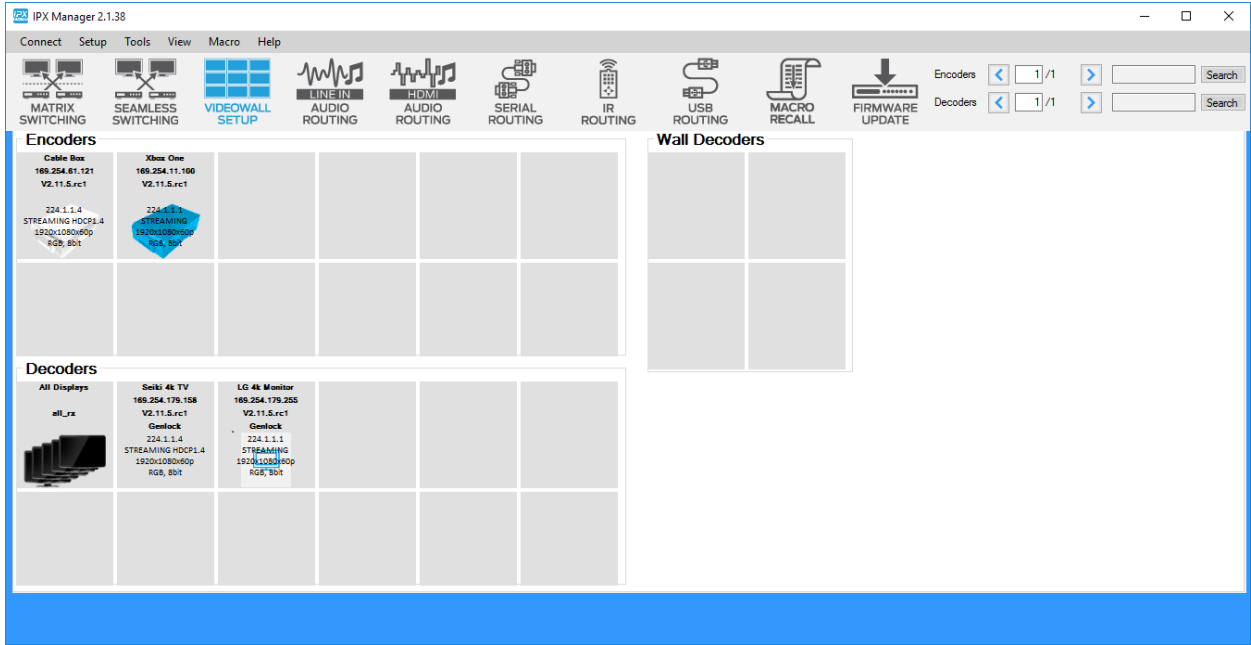 IPX Manager 2.1.38
Connect Setup Tools View Macro Help
MATRIX SWITCHING
SEAMLESS SWITCHING
VIDEOWALL SETUP
LINE IN AUDIO ROUTING
HDMI AUDIO ROUTING
SERIAL ROUTING
IR ROUTING
USB ROUTING
MACRO RECALL
FIRMWARE UPDATE
Encoders 1 /1 Search
Decoders 1 /1 Search
Encoders
Cable Box
169.254.61.121
V2.11.5.rc1
224.1.1.4
STREAMING HDCP1.4
1920x1080x60p
RGB, 8bit
Xbox One
169.254.11.100
V2.11.5.rc1
224.1.1.1
STREAMING
1920x1080x60p
RGB, 8bit
Wall Decoders
Decoders
All Displays
all_rx
Seiki 4k TV
169.254.179.158
V2.11.5.rc1
Genlock
224.1.1.4
STREAMING HDCP1.4
1920x1080x60p
RGB, 8bit
LG 4k Monitor
169.254.179.255
V2.11.5.rc1
Genlock
224.1.1.1
STREAMING
1920x1080x60p
RGB, 8bit